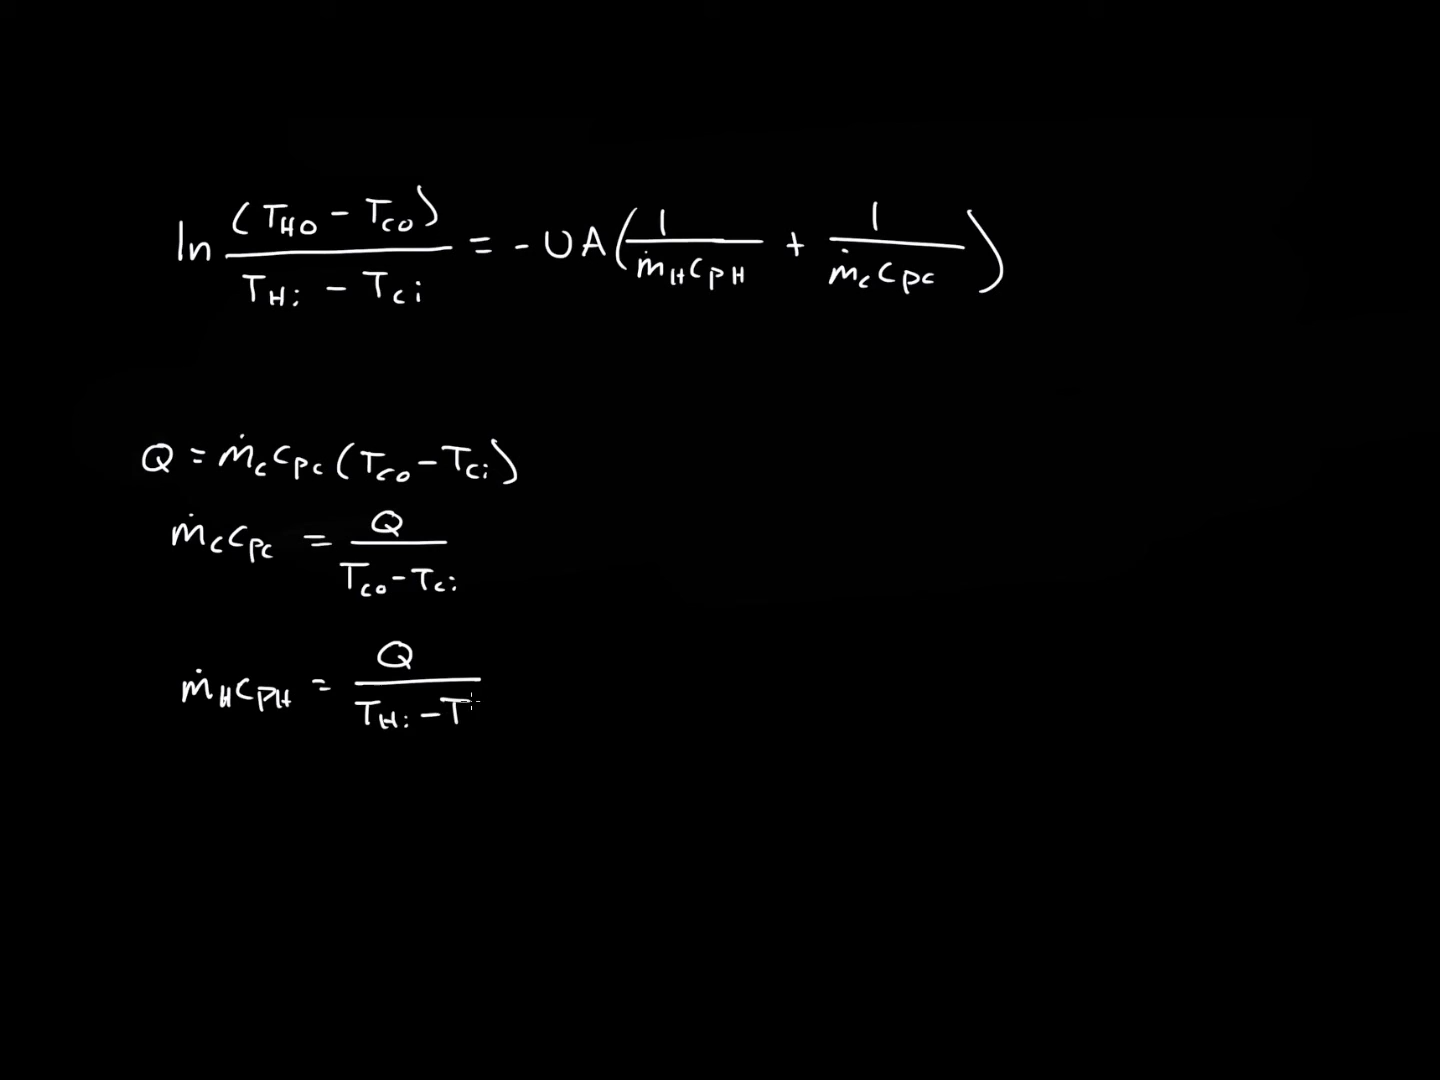 ln (T_HO - T_CO) / (T_Hi - T_Ci) = - UA ( 1 / (ṁ_H C_PH) + 1 / (ṁ_C C_PC) )
Q = ṁ_C C_PC (T_CO - T_Ci)
ṁ_C C_PC = Q / (T_CO - T_Ci)
ṁ_H C_PH = Q / (T_Hi - T